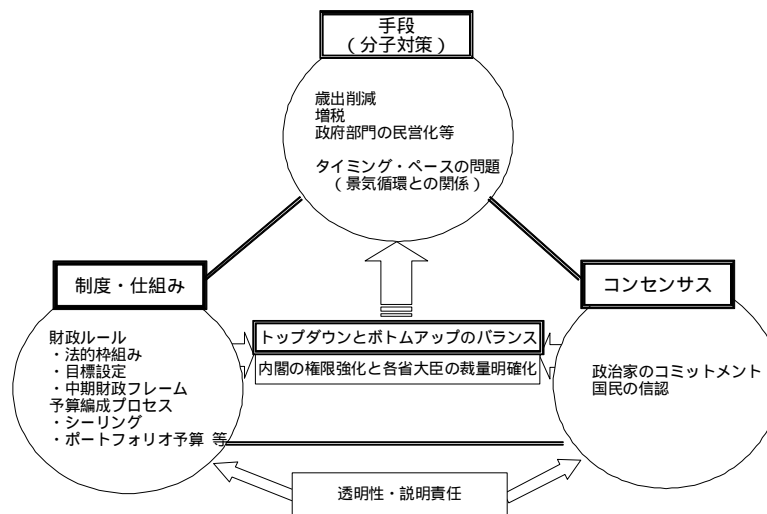 手段
（分子対策）
歳出削減
増税
政府部門の民営化等
タイミング・ペースの問題
（景気循環との関係）
制度・仕組み
財政ルール
・法的枠組み
・目標設定
・中期財政フレーム
予算編成プロセス
・シーリング
・ポートフォリオ予算 等
トップダウンとボトムアップのバランス
内閣の権限強化と各省大臣の裁量明確化
コンセンサス
政治家のコミットメント
国民の信認
透明性・説明責任